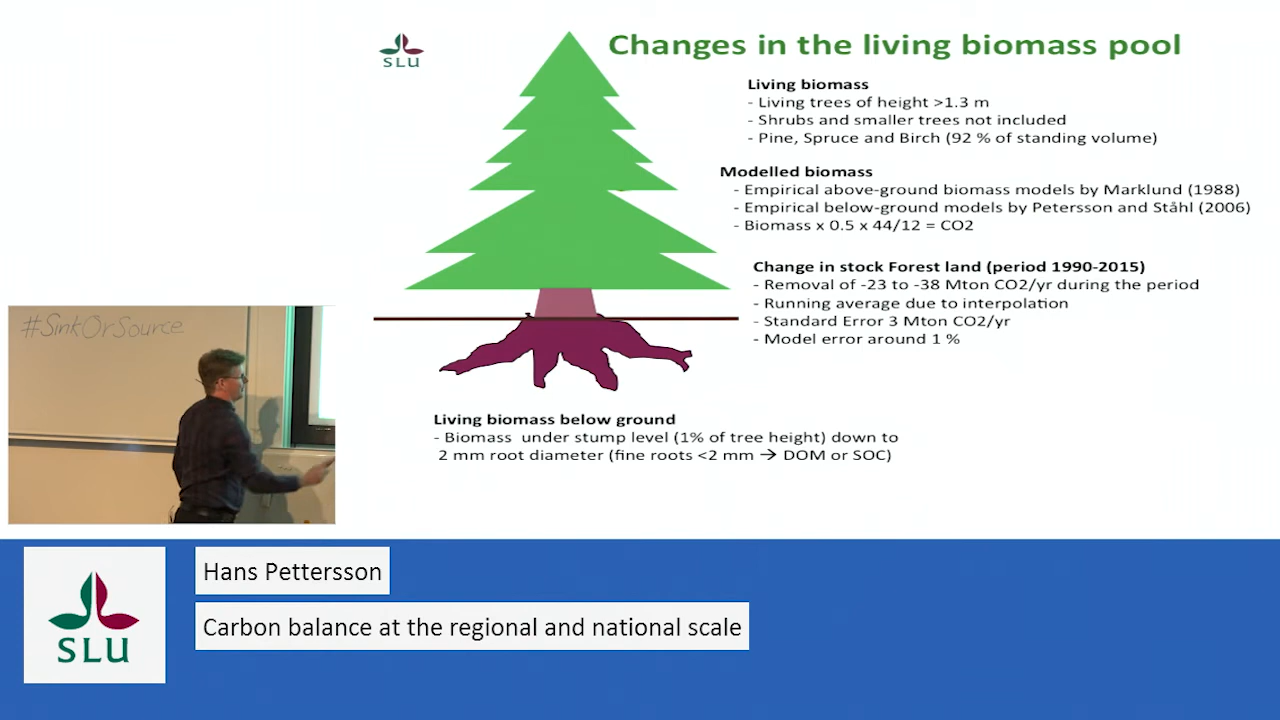 SLU
Changes in the living biomass pool
Living biomass
- Living trees of height >1.3 m
- Shrubs and smaller trees not included
- Pine, Spruce and Birch (92 % of standing volume)
Modelled biomass
- Empirical above-ground biomass models by Marklund (1988)
- Empirical below-ground models by Petersson and Ståhl (2006)
- Biomass x 0.5 x 44/12 = CO2
Change in stock Forest land (period 1990-2015)
- Removal of -23 to -38 Mton CO2/yr during the period
- Running average due to interpolation
- Standard Error 3 Mton CO2/yr
- Model error around 1 %
#SinkOrSource
Living biomass below ground
- Biomass under stump level (1% of tree height) down to
2 mm root diameter (fine roots <2 mm → DOM or SOC)
SLU
Hans Pettersson
Carbon balance at the regional and national scale